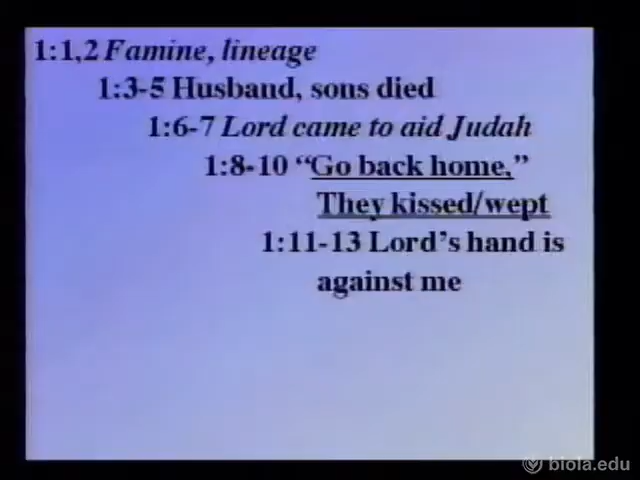 1:1,2 Famine, lineage
1:3-5 Husband, sons died
1:6-7 Lord came to aid Judah
1:8-10 “Go back home,”
They kissed/wept
1:11-13 Lord’s hand is
against me
biola.edu